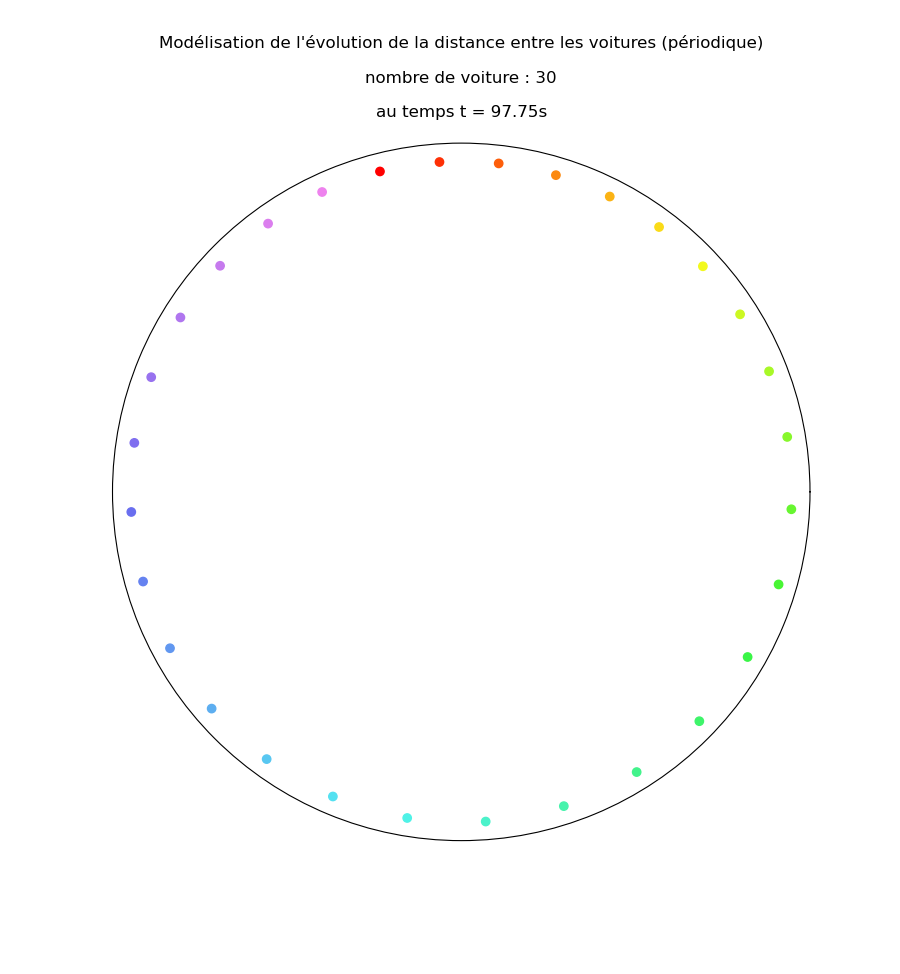 Modélisation de l'évolution de la distance entre les voitures (périodique)
nombre de voiture : 30
au temps t = 97.75s